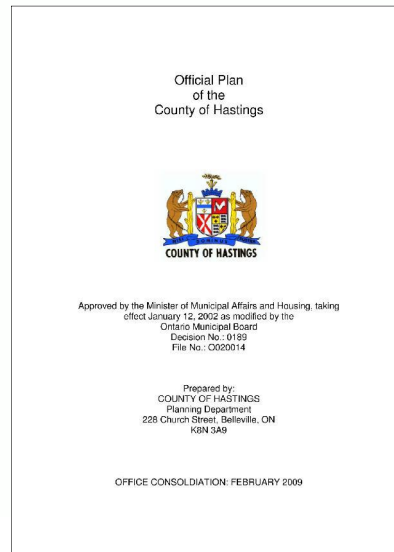 Official Plan
of the
County of Hastings
COUNTY OF HASTINGS
Approved by the Minister of Municipal Affairs and Housing, taking
effect January 12, 2002 as modified by the
Ontario Municipal Board
Decision No.: 0189
File No.: O020014
Prepared by:
COUNTY OF HASTINGS
Planning Department
228 Church Street, Belleville, ON
K8N 3A9
OFFICE CONSOLDIATION: FEBRUARY 2009